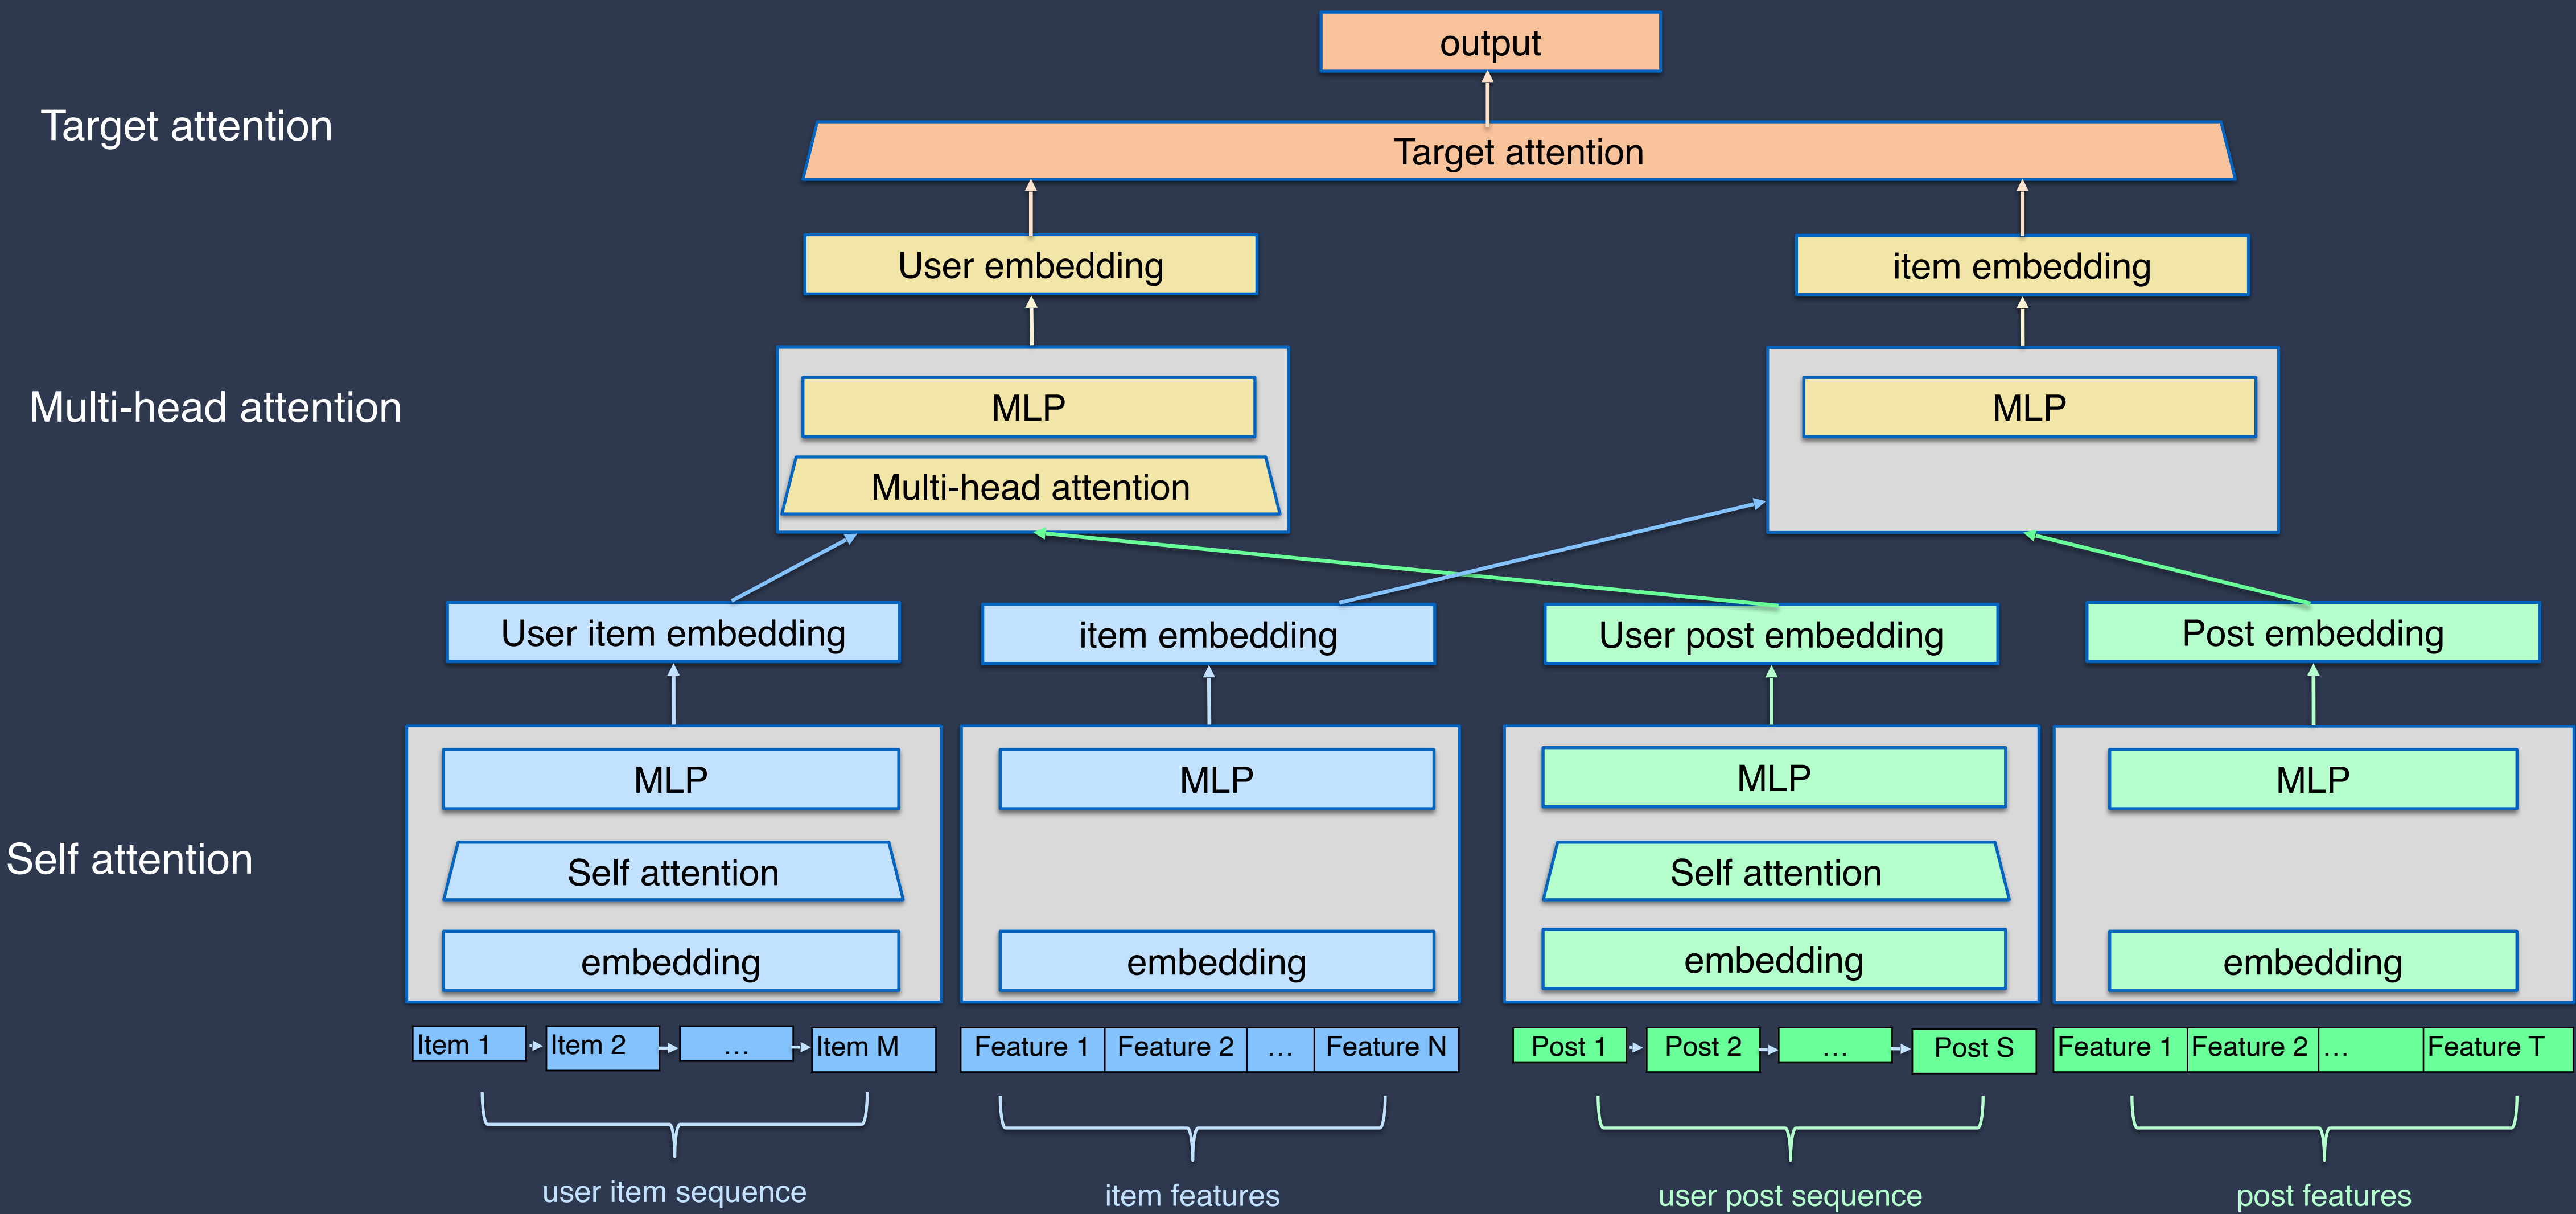 output
Target attention
Target attention
User embedding
item embedding
MLP
MLP
Multi-head attention
Multi-head attention
User item embedding
item embedding
User post embedding
Post embedding
MLP
MLP
MLP
MLP
Self attention
Self attention
Self attention
embedding
embedding
embedding
embedding
Item 1
Item 2
...
Item M
Feature 1
Feature 2
...
Feature N
Post 1
Post 2
...
Post S
Feature 1
Feature 2
...
Feature T
user item sequence
item features
user post sequence
post features